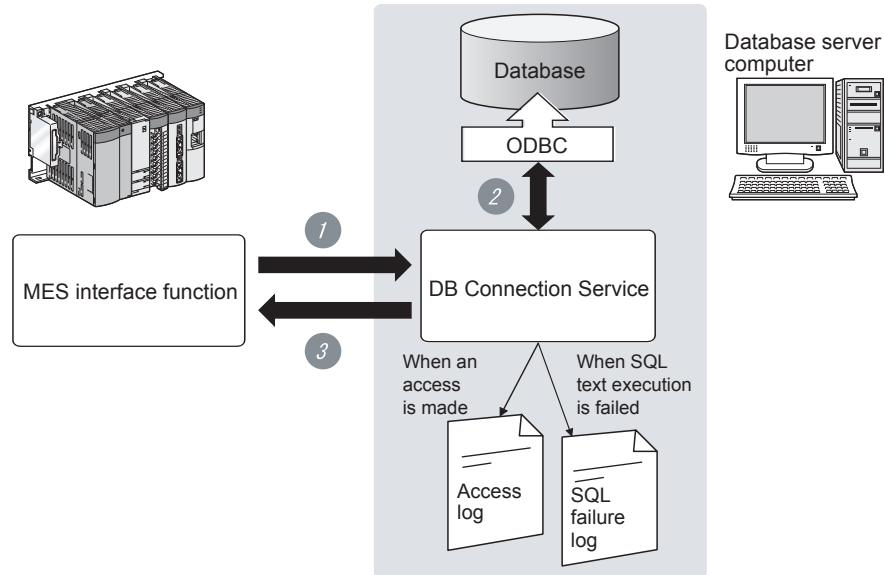 Database
Database server
computer
ODBC
2
1
MES interface function
DB Connection Service
3
When an
access
is made
When SQL
text execution
is failed
Access
log
SQL
failure
log